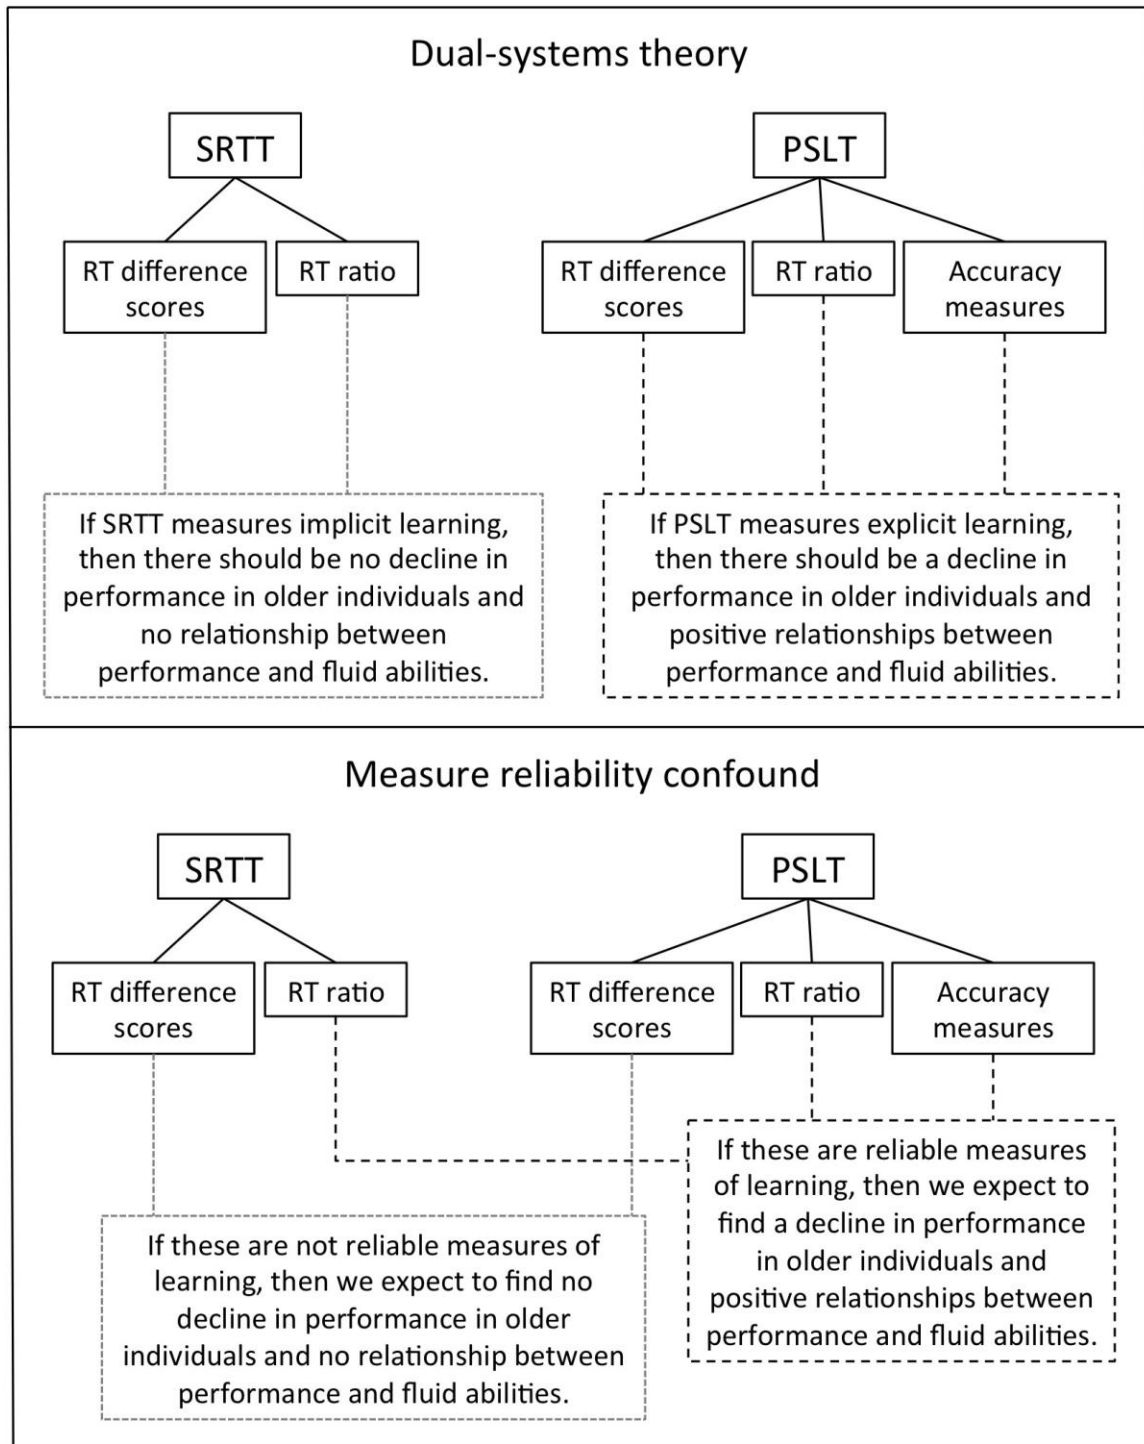 Dual-systems theory
SRTT
PSLT
RT difference
scores
RT ratio
RT difference
scores
RT ratio
Accuracy
measures
If SRTT measures implicit learning,
then there should be no decline in
performance in older individuals and
no relationship between
performance and fluid abilities.
If PSLT measures explicit learning,
then there should be a decline in
performance in older individuals and
positive relationships between
performance and fluid abilities.
Measure reliability confound
SRTT
PSLT
RT difference
scores
RT ratio
RT difference
scores
RT ratio
Accuracy
measures
If these are not reliable measures of
learning, then we expect to find no
decline in performance in older
individuals and no relationship between
performance and fluid abilities.
If these are reliable measures
of learning, then we expect to
find a decline in performance
in older individuals and
positive relationships between
performance and fluid abilities.